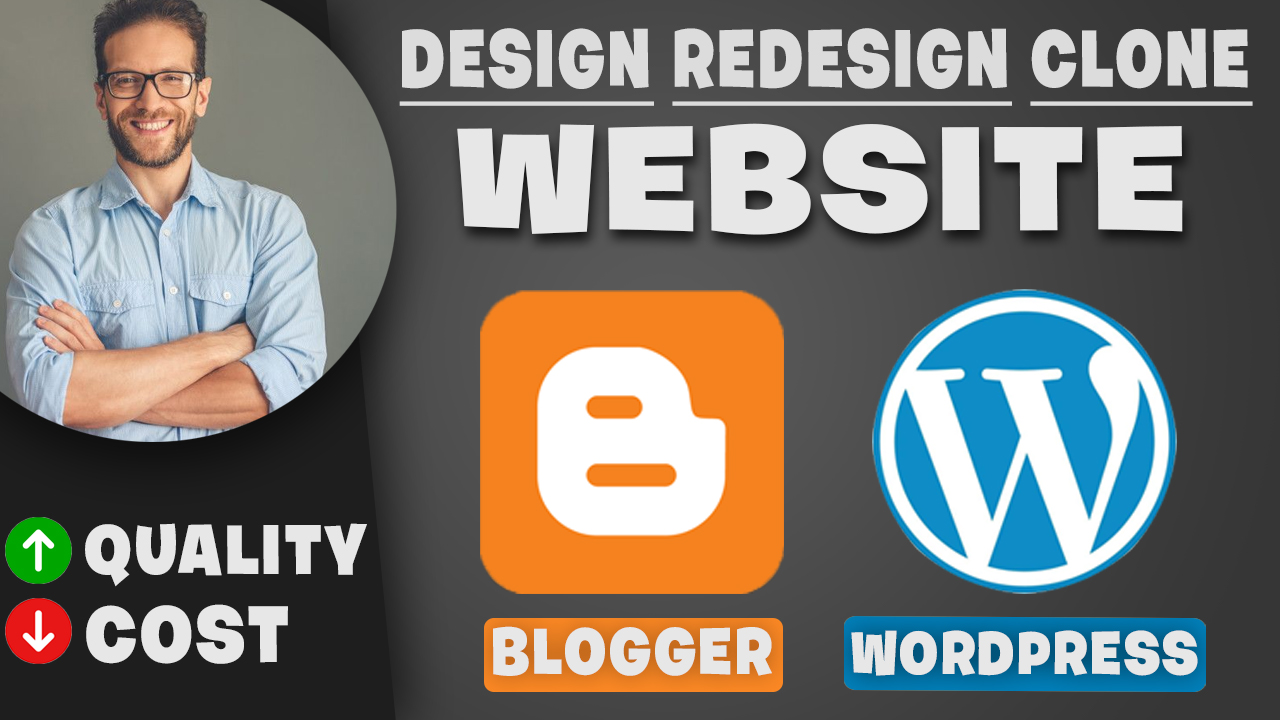 DESIGN REDESIGN CLONE
WEBSITE
QUALITY
COST
BLOGGER
WORDPRESS